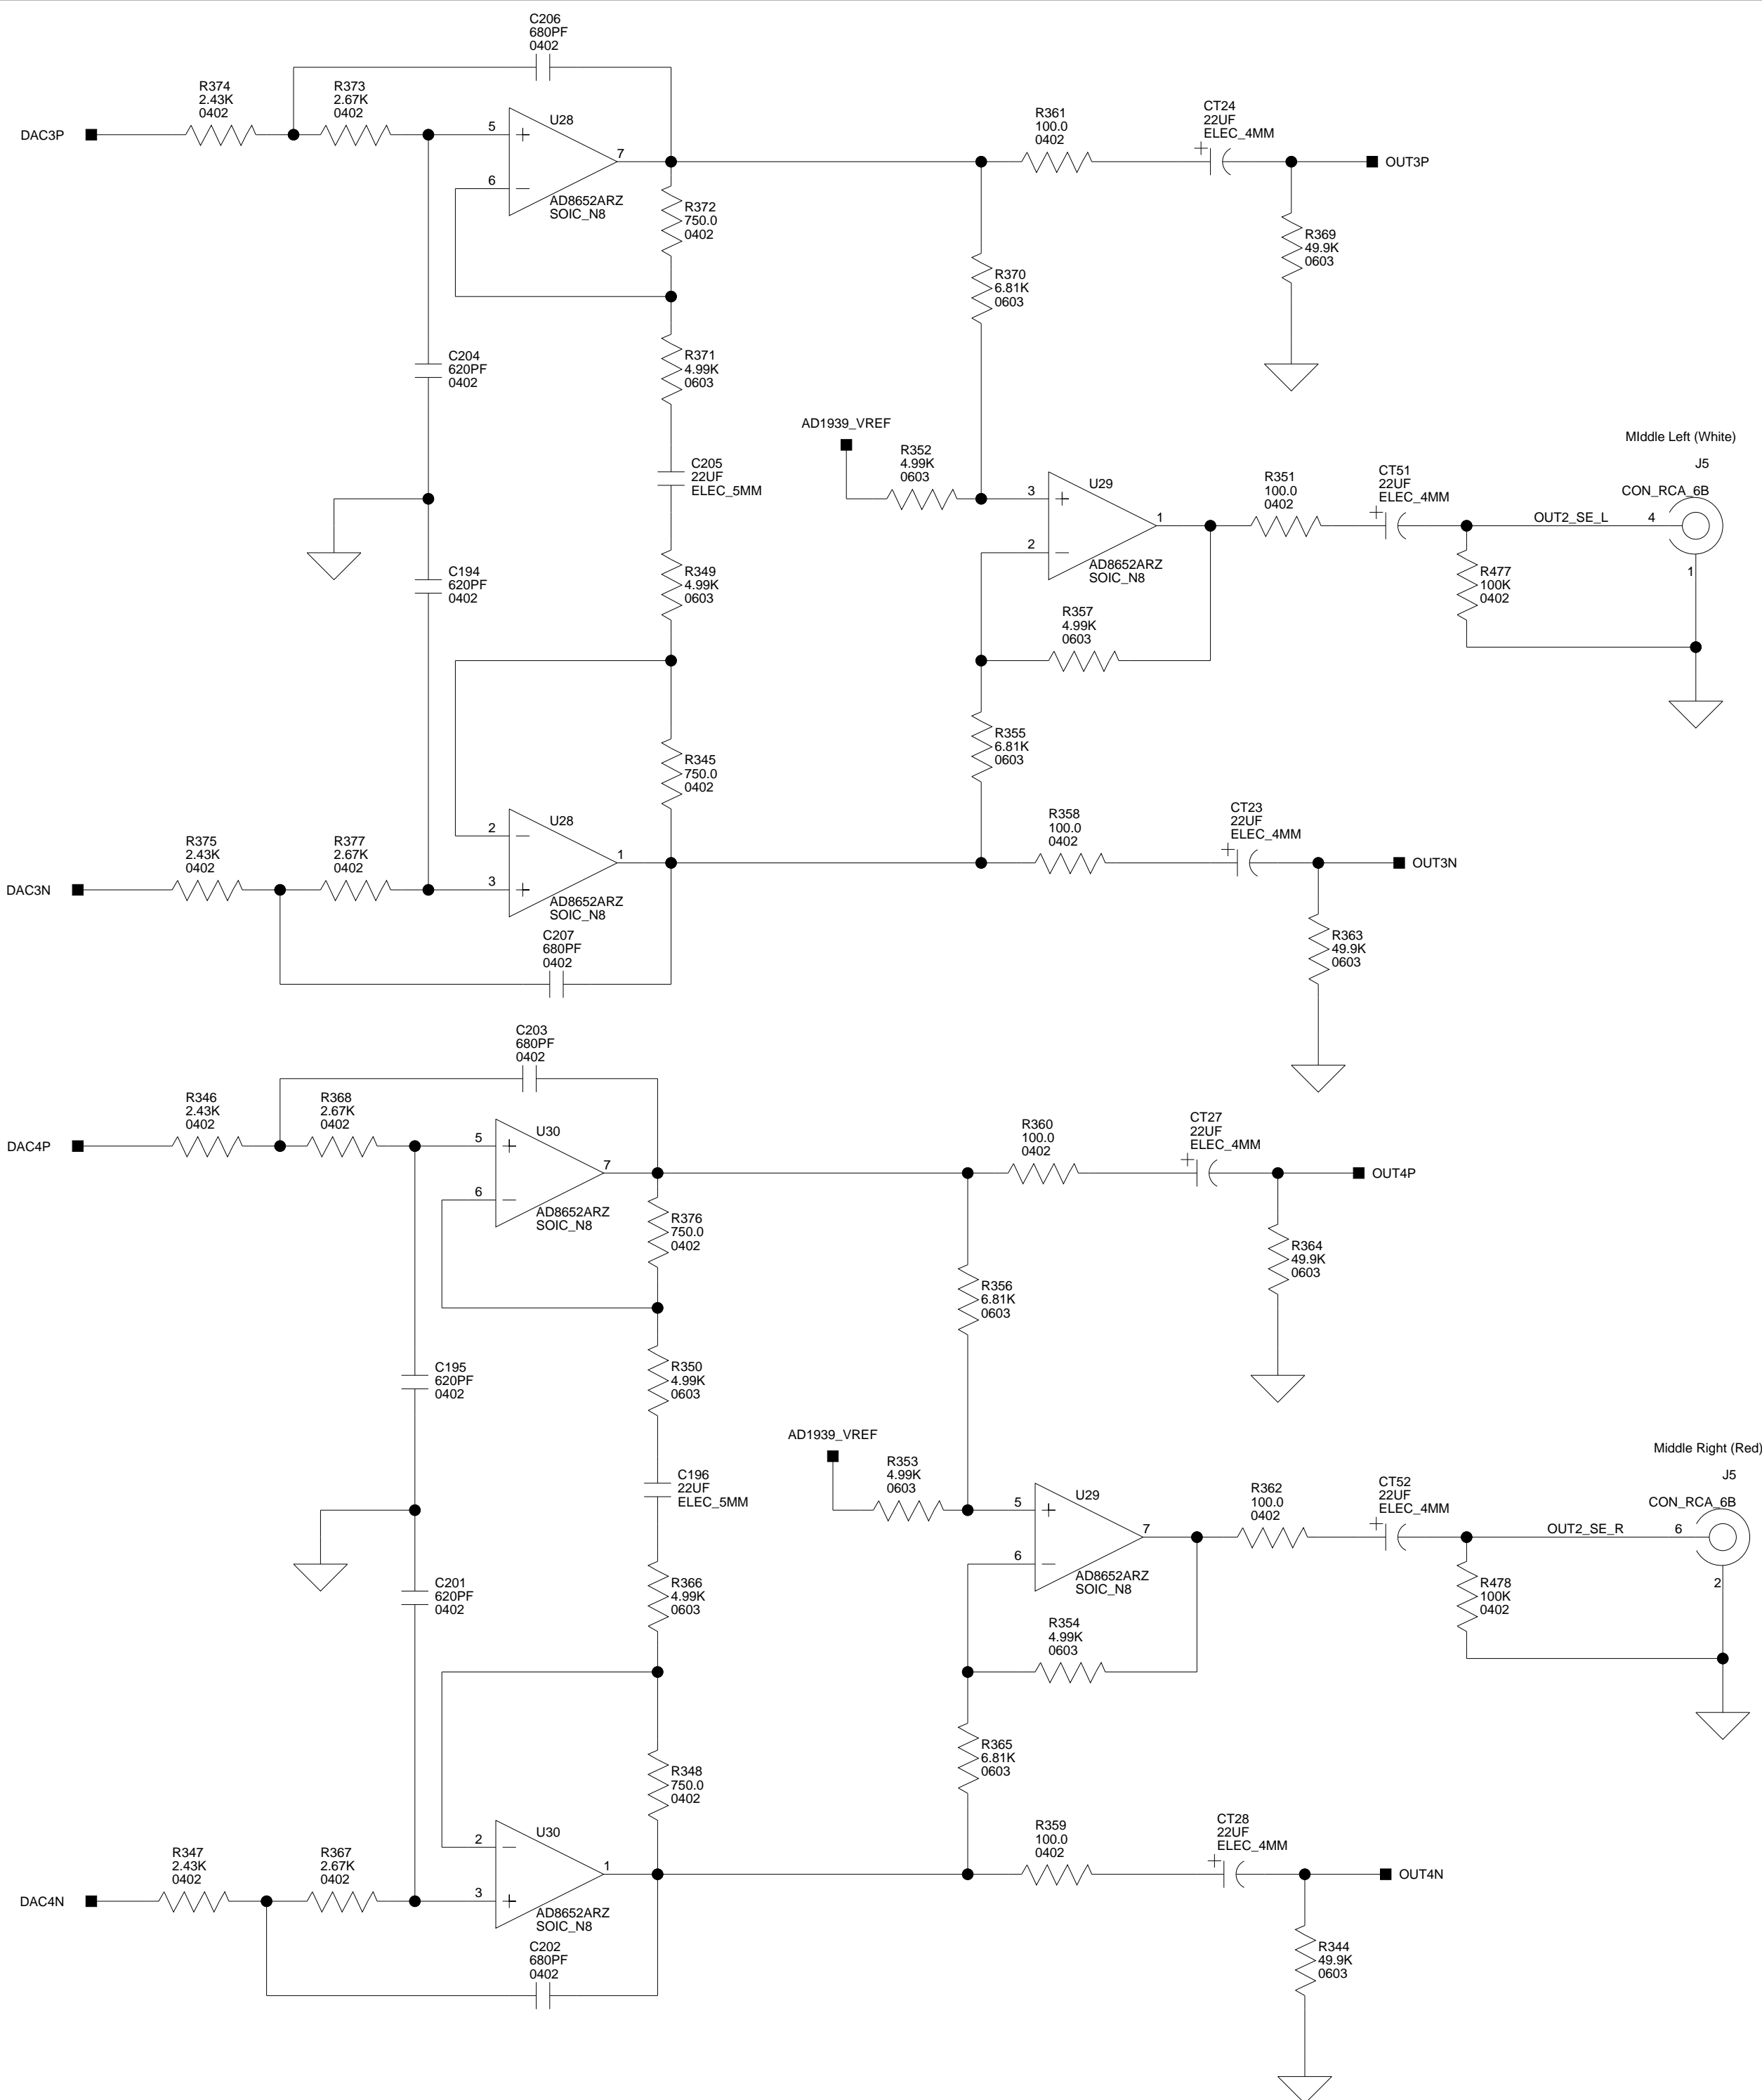 C206
680PF
0402
R374
2.43K
0402
R373
2.67K
0402
DAC3P
5
6
7
U28
AD8652ARZ
SOIC_N8
R372
750.0
0402
R361
100.0
0402
CT24
22UF
ELEC_4MM
OUT3P
R369
49.9K
0603
R370
6.81K
0603
C204
620PF
0402
R371
4.99K
0603
C205
22UF
ELEC_5MM
AD1939_VREF
R352
4.99K
0603
3
2
1
U29
AD8652ARZ
SOIC_N8
R351
100.0
0402
CT51
22UF
ELEC_4MM
OUT2_SE_L
4
MIddle Left (White)
J5
CON_RCA_6B
1
R477
100K
0402
C194
620PF
0402
R349
4.99K
0603
R357
4.99K
0603
R345
750.0
0402
R355
6.81K
0603
R375
2.43K
0402
R377
2.67K
0402
DAC3N
2
3
1
U28
AD8652ARZ
SOIC_N8
C207
680PF
0402
R358
100.0
0402
CT23
22UF
ELEC_4MM
OUT3N
R363
49.9K
0603
C203
680PF
0402
R346
2.43K
0402
R368
2.67K
0402
DAC4P
5
6
7
U30
AD8652ARZ
SOIC_N8
R376
750.0
0402
R360
100.0
0402
CT27
22UF
ELEC_4MM
OUT4P
R364
49.9K
0603
R356
6.81K
0603
C195
620PF
0402
R350
4.99K
0603
C196
22UF
ELEC_5MM
AD1939_VREF
R353
4.99K
0603
5
6
7
U29
AD8652ARZ
SOIC_N8
R362
100.0
0402
CT52
22UF
ELEC_4MM
OUT2_SE_R
6
Middle Right (Red)
J5
CON_RCA_6B
2
R478
100K
0402
C201
620PF
0402
R366
4.99K
0603
R354
4.99K
0603
R348
750.0
0402
R365
6.81K
0603
R347
2.43K
0402
R367
2.67K
0402
DAC4N
2
3
1
U30
AD8652ARZ
SOIC_N8
C202
680PF
0402
R359
100.0
0402
CT28
22UF
ELEC_4MM
OUT4N
R344
49.9K
0603